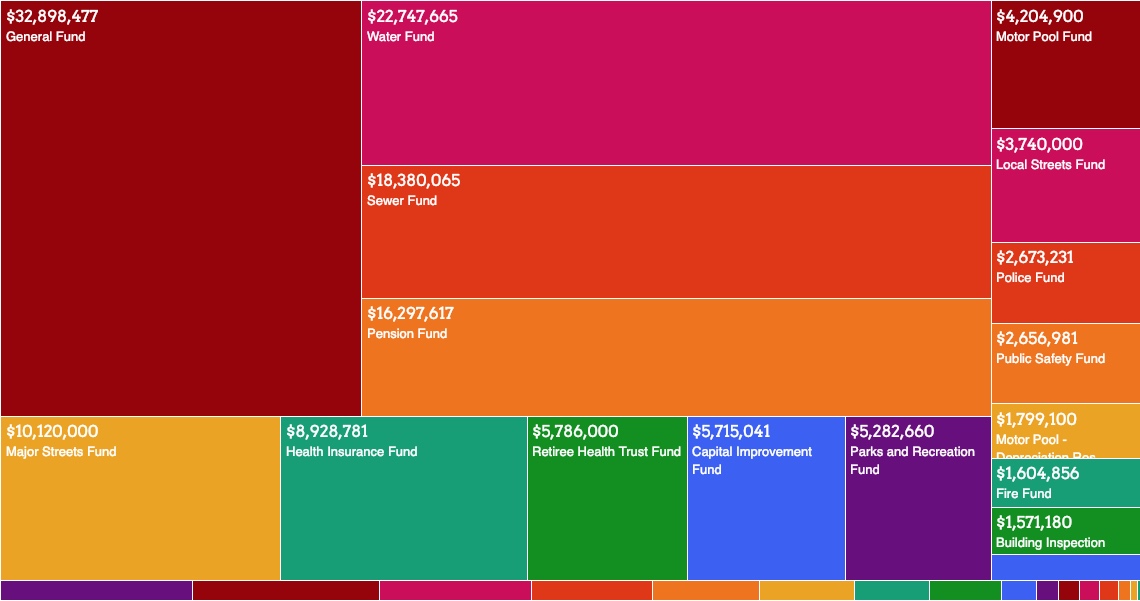 $32,898,477
General Fund
$22,747,665
Water Fund
$18,380,065
Sewer Fund
$16,297,617
Pension Fund
$4,204,900
Motor Pool Fund
$3,740,000
Local Streets Fund
$2,673,231
Police Fund
$2,656,981
Public Safety Fund
$1,799,100
Motor Pool -
Depreciation Res
$1,604,856
Fire Fund
$1,571,180
Building Inspection
$10,120,000
Major Streets Fund
$8,928,781
Health Insurance Fund
$5,786,000
Retiree Health Trust Fund
$5,715,041
Capital Improvement
Fund
$5,282,660
Parks and Recreation
Fund